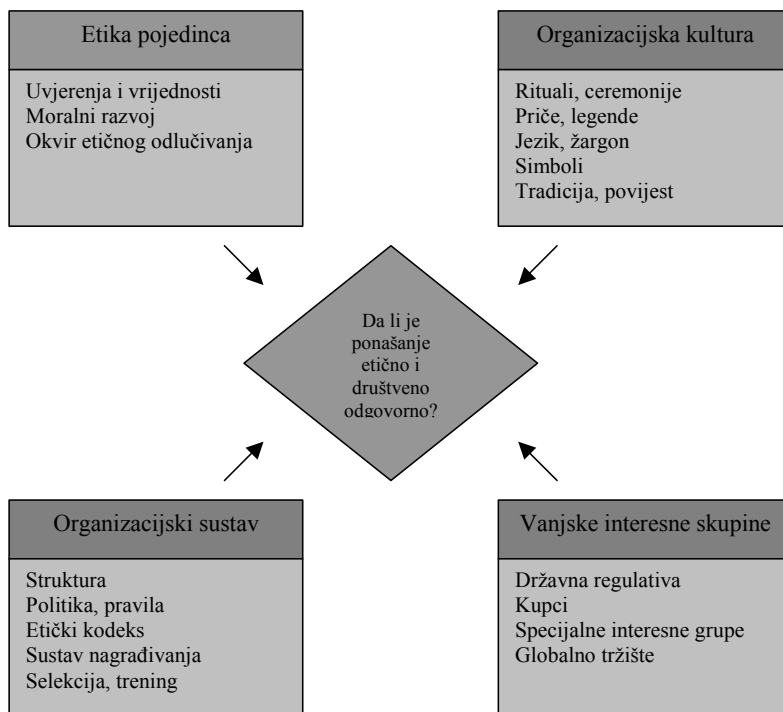 Etika pojedinca
Uvjerenja i vrijednosti
Moralni razvoj
Okvir etičnog odlučivanja
Organizacijska kultura
Rituali, ceremonije
Priče, legende
Jezik, žargon
Simboli
Tradicija, povijest
Da li je
ponašanje
etično i
društveno
odgovorno?
Organizacijski sustav
Struktura
Politika, pravila
Etički kodeks
Sustav nagrađivanja
Selekcija, trening
Vanjske interesne skupine
Državna regulativa
Kupci
Specijalne interesne grupe
Globalno tržište